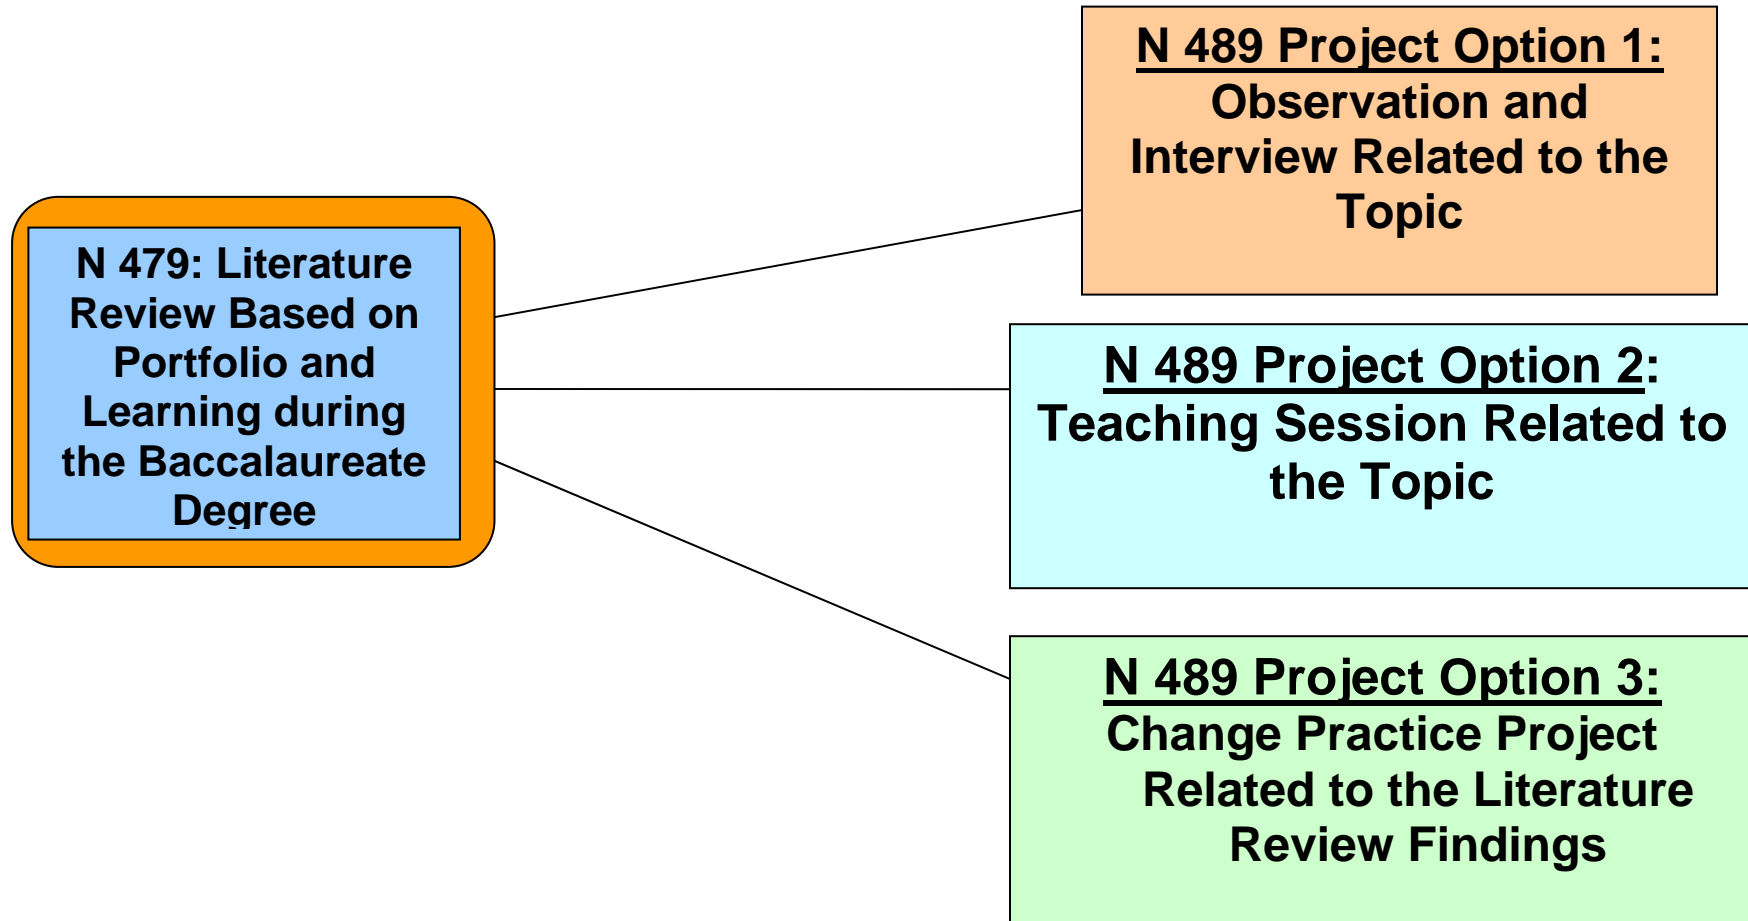 N 479: Literature
Review Based on
Portfolio and
Learning during
the Baccalaureate
Degree
N 489 Project Option 1:
Observation and
Interview Related to the
Topic
N 489 Project Option 2:
Teaching Session Related to
the Topic
N 489 Project Option 3:
Change Practice Project
Related to the Literature
Review Findings